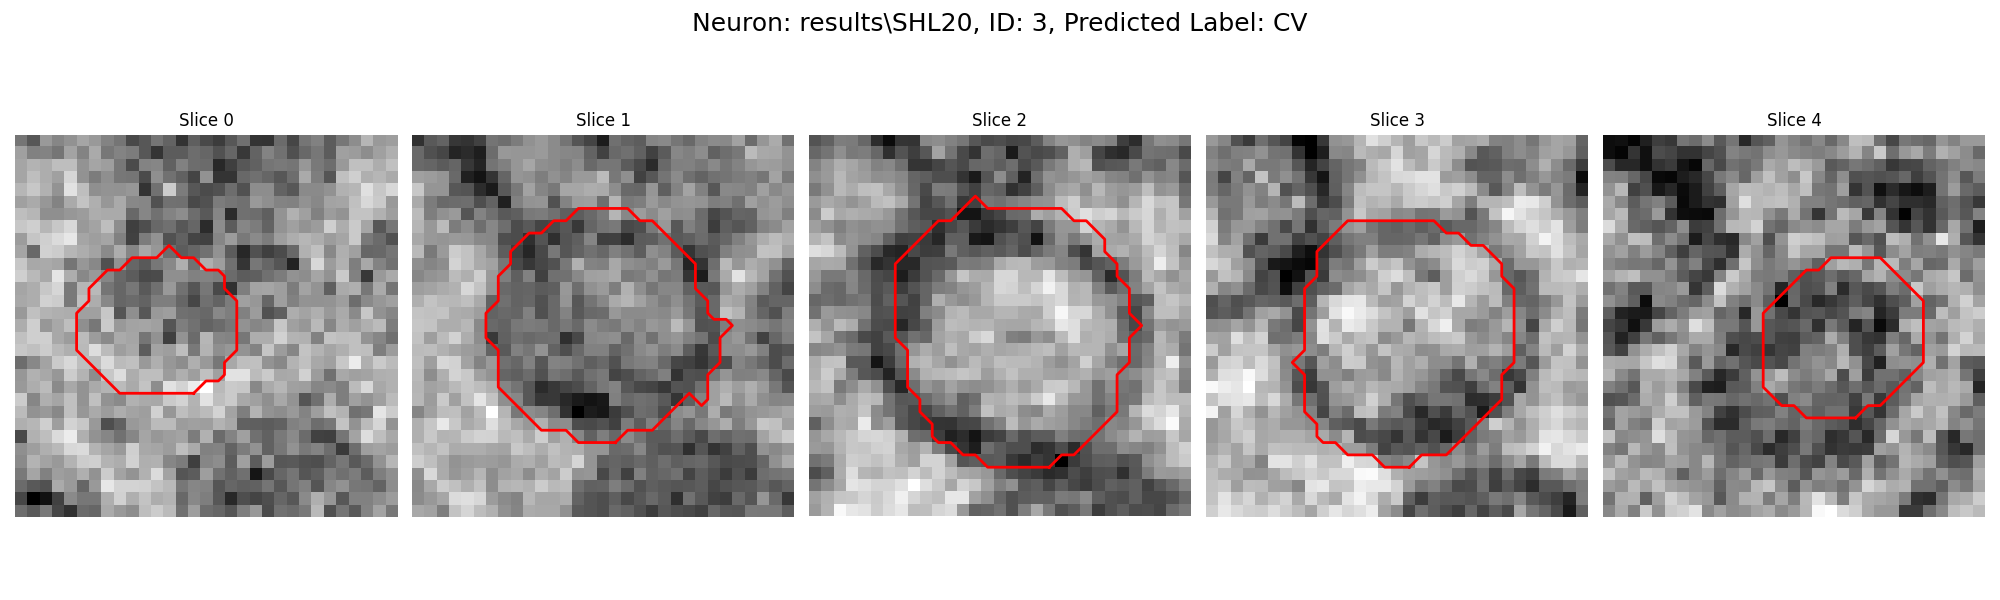 Neuron: results\SHL20, ID: 3, Predicted Label: CV
Slice 0
Slice 1
Slice 2
Slice 3
Slice 4